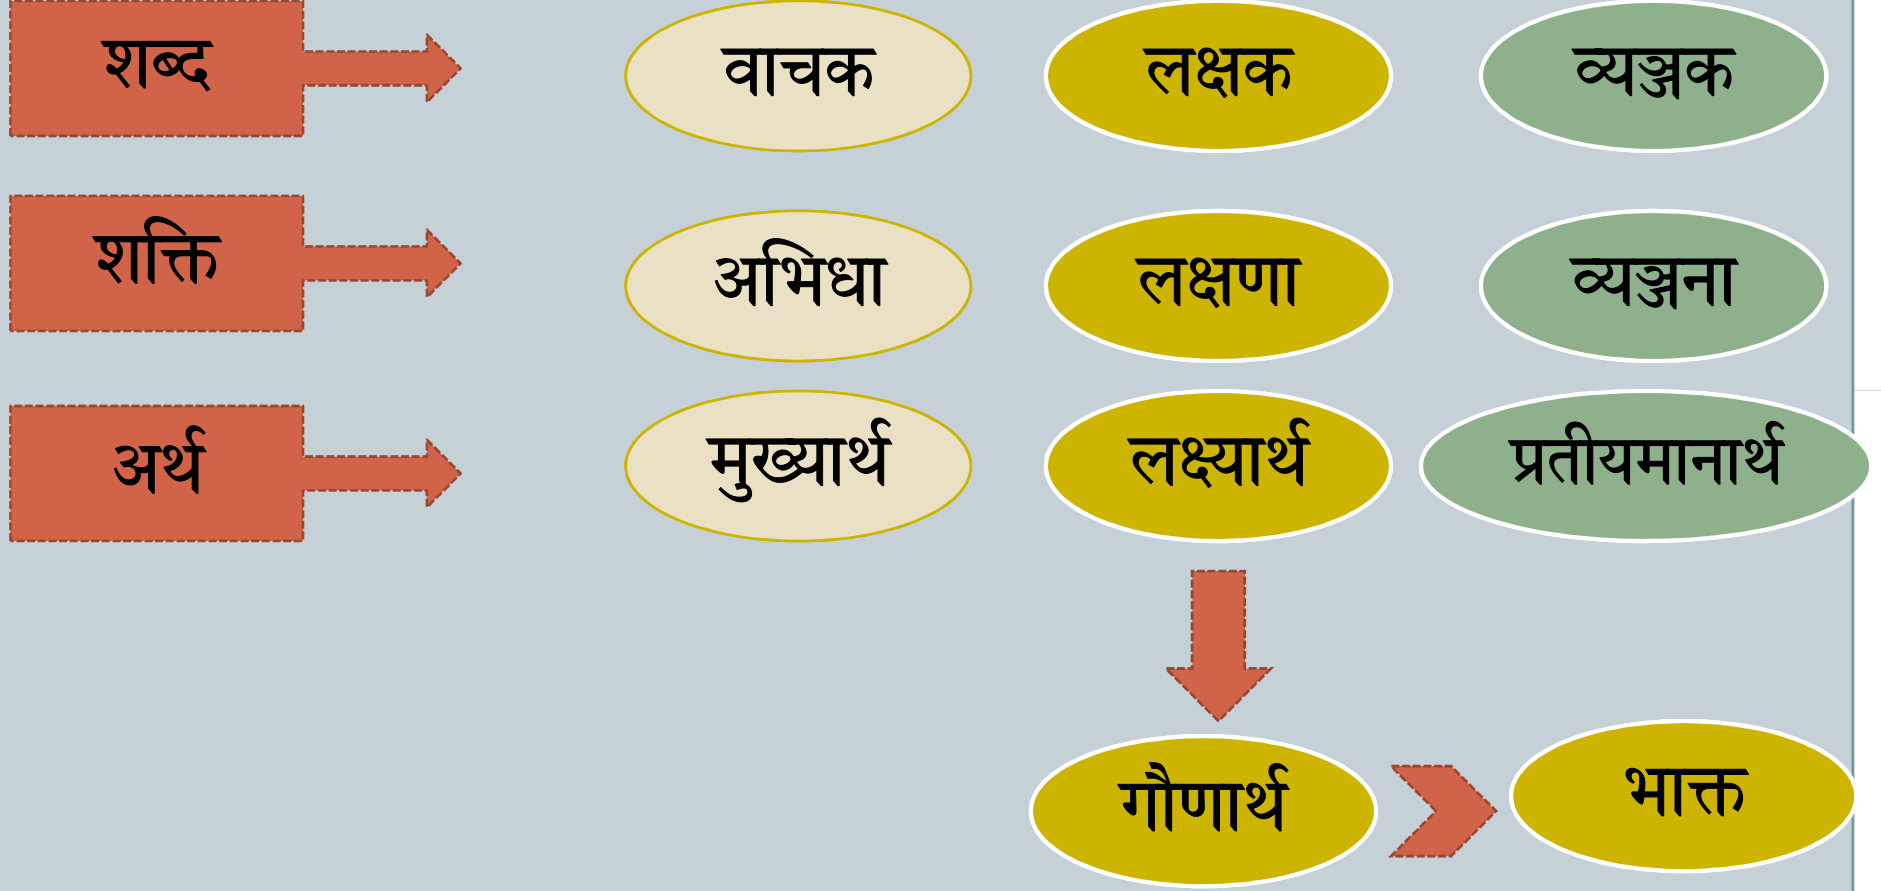 शब्द वाचक लक्षक व्यञ्जक
शक्ति अभिधा लक्षणा व्यञ्जना
अर्थ मुख्यार्थ लक्ष्यार्थ प्रतीयमानार्थ
गौणार्थ भाक्त